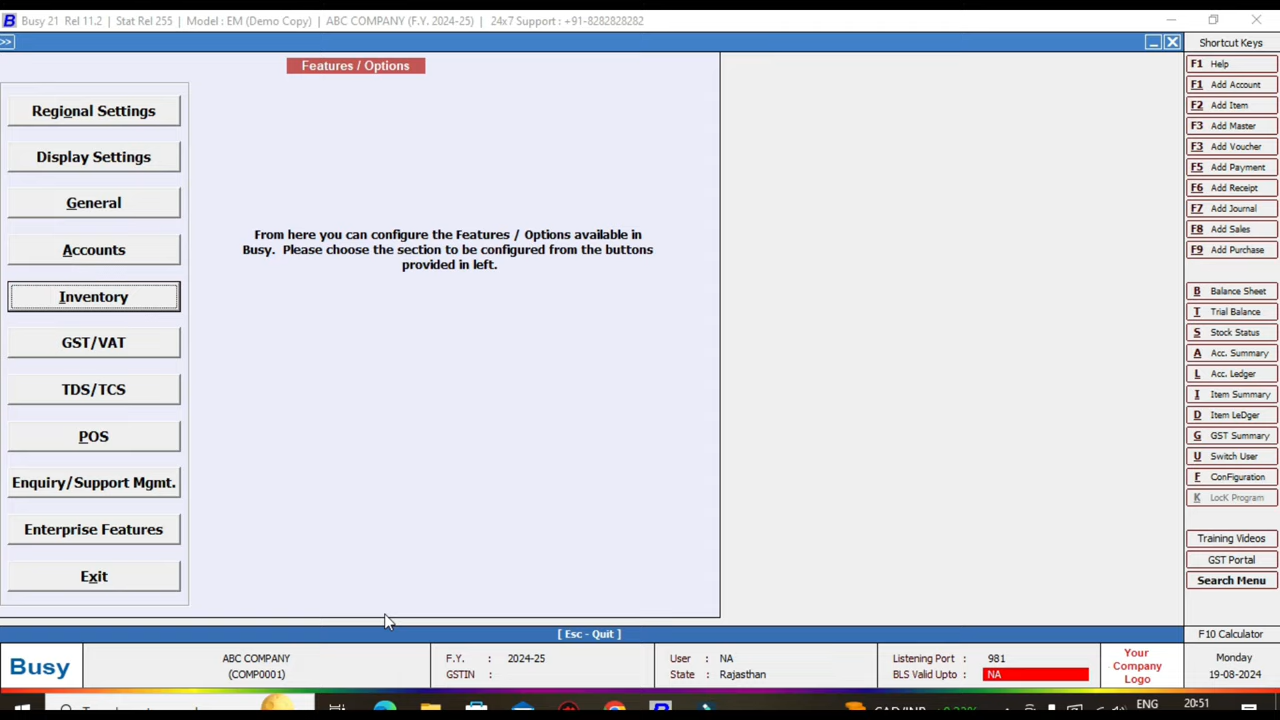 Busy 21 Rel 11.2 | Stat Rel 255 | Model : EM (Demo Copy) | ABC COMPANY (F.Y. 2024-25) | 24x7 Support : +91-8282828282
>>
Shortcut Keys
Features / Options
Regional Settings
Display Settings
General
Accounts
Inventory
GST/VAT
TDS/TCS
POS
Enquiry/Support Mgmt.
Enterprise Features
Exit
From here you can configure the Features / Options available in
Busy. Please choose the section to be configured from the buttons
provided in left.
F1 Help
F1 Add Account
F2 Add Item
F3 Add Master
F3 Add Voucher
F5 Add Payment
F6 Add Receipt
F7 Add Journal
F8 Add Sales
F9 Add Purchase
B Balance Sheet
T Trial Balance
S Stock Status
A Acc. Summary
L Acc. Ledger
I Item Summary
D Item LeDger
G GST Summary
U Switch User
F ConFiguration
K LocK Program
Training Videos
GST Portal
Search Menu
[ Esc - Quit ]
F10 Calculator
Busy
ABC COMPANY
(COMP0001)
F.Y. : 2024-25
GSTIN :
User : NA
State : Rajasthan
Listening Port : 981
BLS Valid Upto : NA
Your
Company
Logo
Monday
19-08-2024
ENG
20:51